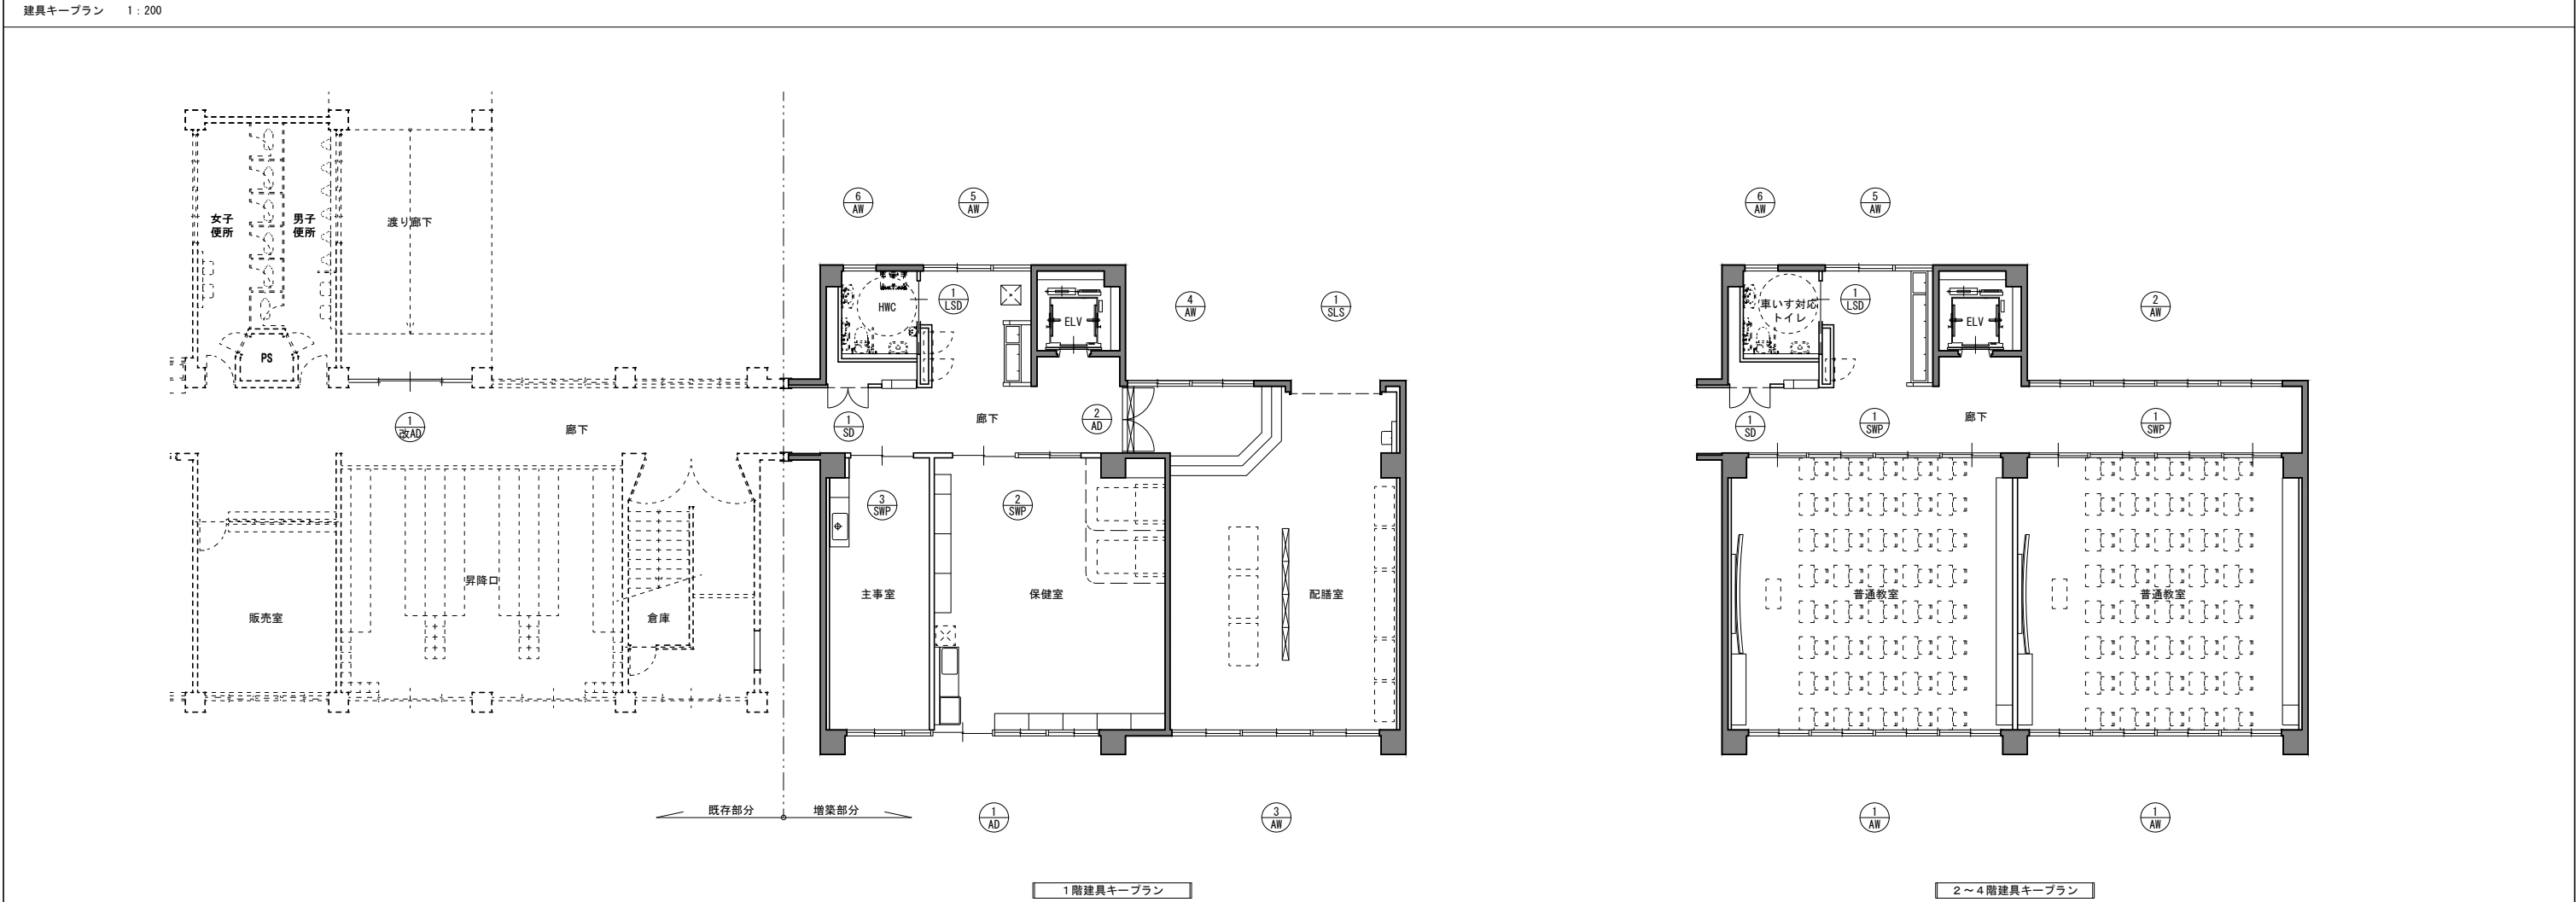 建具キープラン　1：200
6
AW
5
AW
6
AW
5
AW
女子
便所
男子
便所
渡り廊下
HWC
1
LSD
ELV
4
AW
1
SLS
車いす対応
トイレ
1
LSD
ELV
2
AW
PS
1
改AD
廊下
1
SD
廊下
2
AD
1
SD
1
SWP
廊下
1
SWP
3
SWP
2
SWP
昇降口
販売室
倉庫
主事室
保健室
配膳室
普通教室
普通教室
既存部分
増築部分
1
AD
3
AW
1
AW
1
AW
1階建具キープラン
2～4階建具キープラン